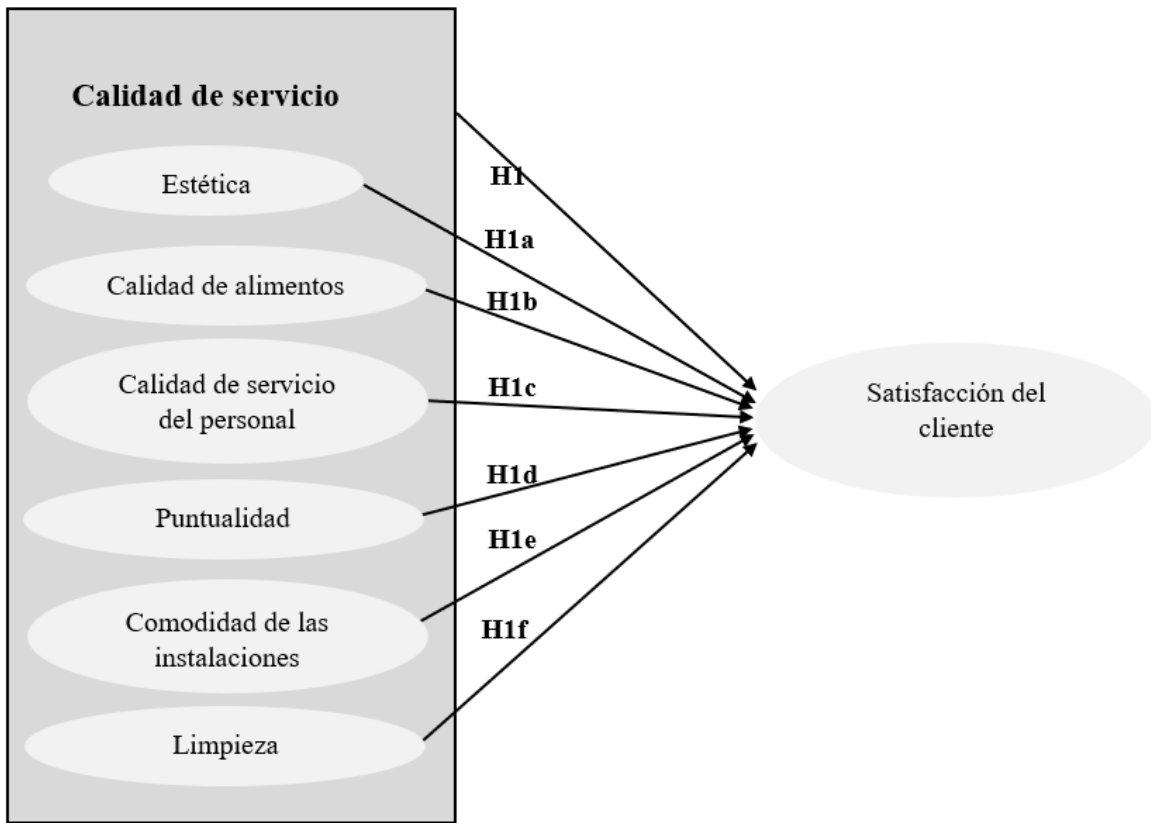 Calidad de servicio
Estética
Calidad de alimentos
Calidad de servicio
del personal
Puntualidad
Comodidad de las
instalaciones
Limpieza
H1
H1a
H1b
H1c
H1d
H1e
H1f
Satisfacción del
cliente